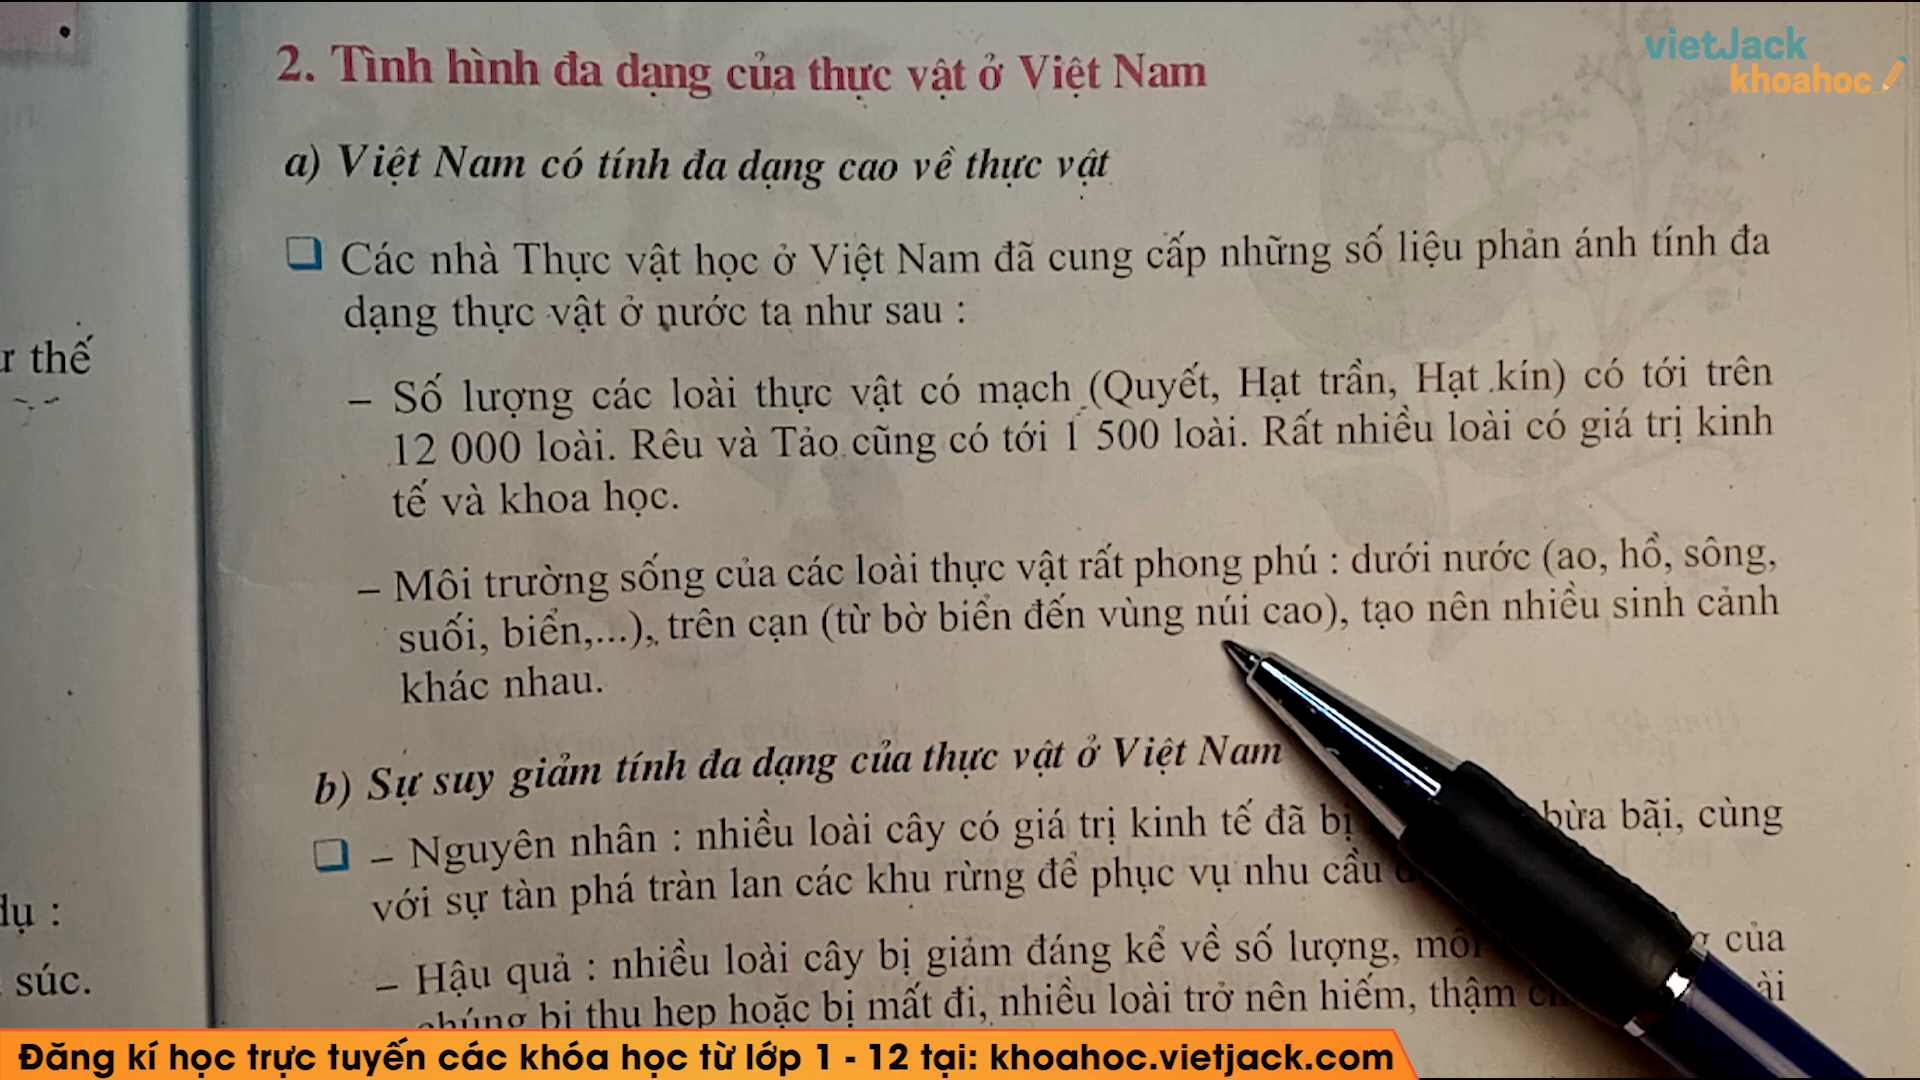 vietJack
khoahoc
2. Tình hình đa dạng của thực vật ở Việt Nam
a) Việt Nam có tính đa dạng cao về thực vật
Các nhà Thực vật học ở Việt Nam đã cung cấp những số liệu phản ánh tính đa
dạng thực vật ở nước ta như sau :
– Số lượng các loài thực vật có mạch (Quyết, Hạt trần, Hạt kín) có tới trên
12 000 loài. Rêu và Tảo cũng có tới 1 500 loài. Rất nhiều loài có giá trị kinh
tế và khoa học.
– Môi trường sống của các loài thực vật rất phong phú : dưới nước (ao, hồ, sông,
suối, biển,...), trên cạn (từ bờ biển đến vùng núi cao), tạo nên nhiều sinh cảnh
khác nhau.
b) Sự suy giảm tính đa dạng của thực vật ở Việt Nam
– Nguyên nhân : nhiều loài cây có giá trị kinh tế đã bị bừa bãi, cùng
với sự tàn phá tràn lan các khu rừng để phục vụ nhu cầu
– Hậu quả : nhiều loài cây bị giảm đáng kể về số lượng, môi của
chúng bị thu hẹp hoặc bị mất đi, nhiều loài trở nên hiếm, thậm
thế
dụ :
súc.
Đăng kí học trực tuyến các khóa học từ lớp 1 - 12 tại: khoahoc.vietjack.com